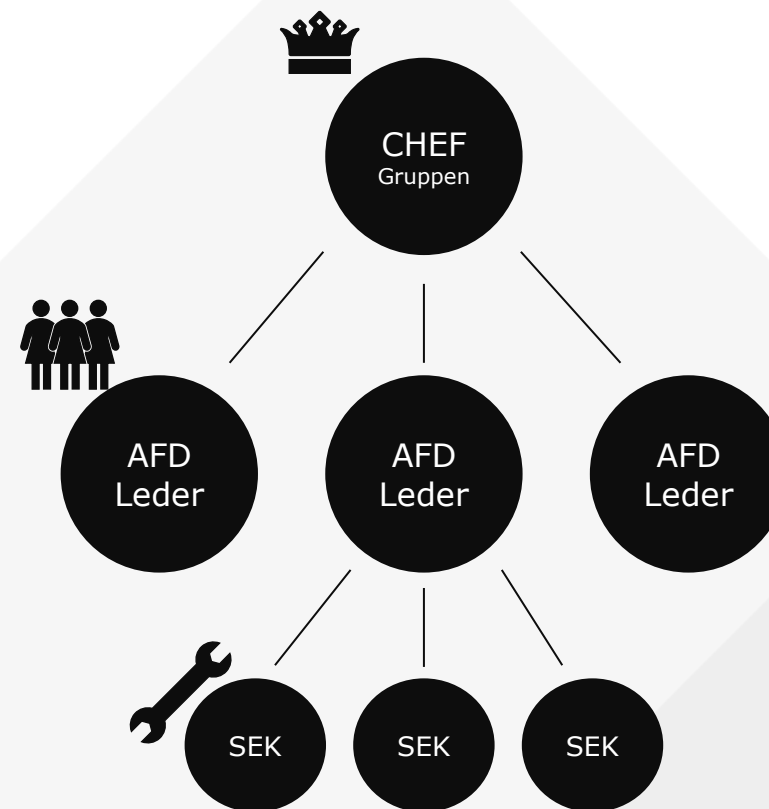 CHEF
Gruppen
AFD
Leder
AFD
Leder
AFD
Leder
SEK
SEK
SEK